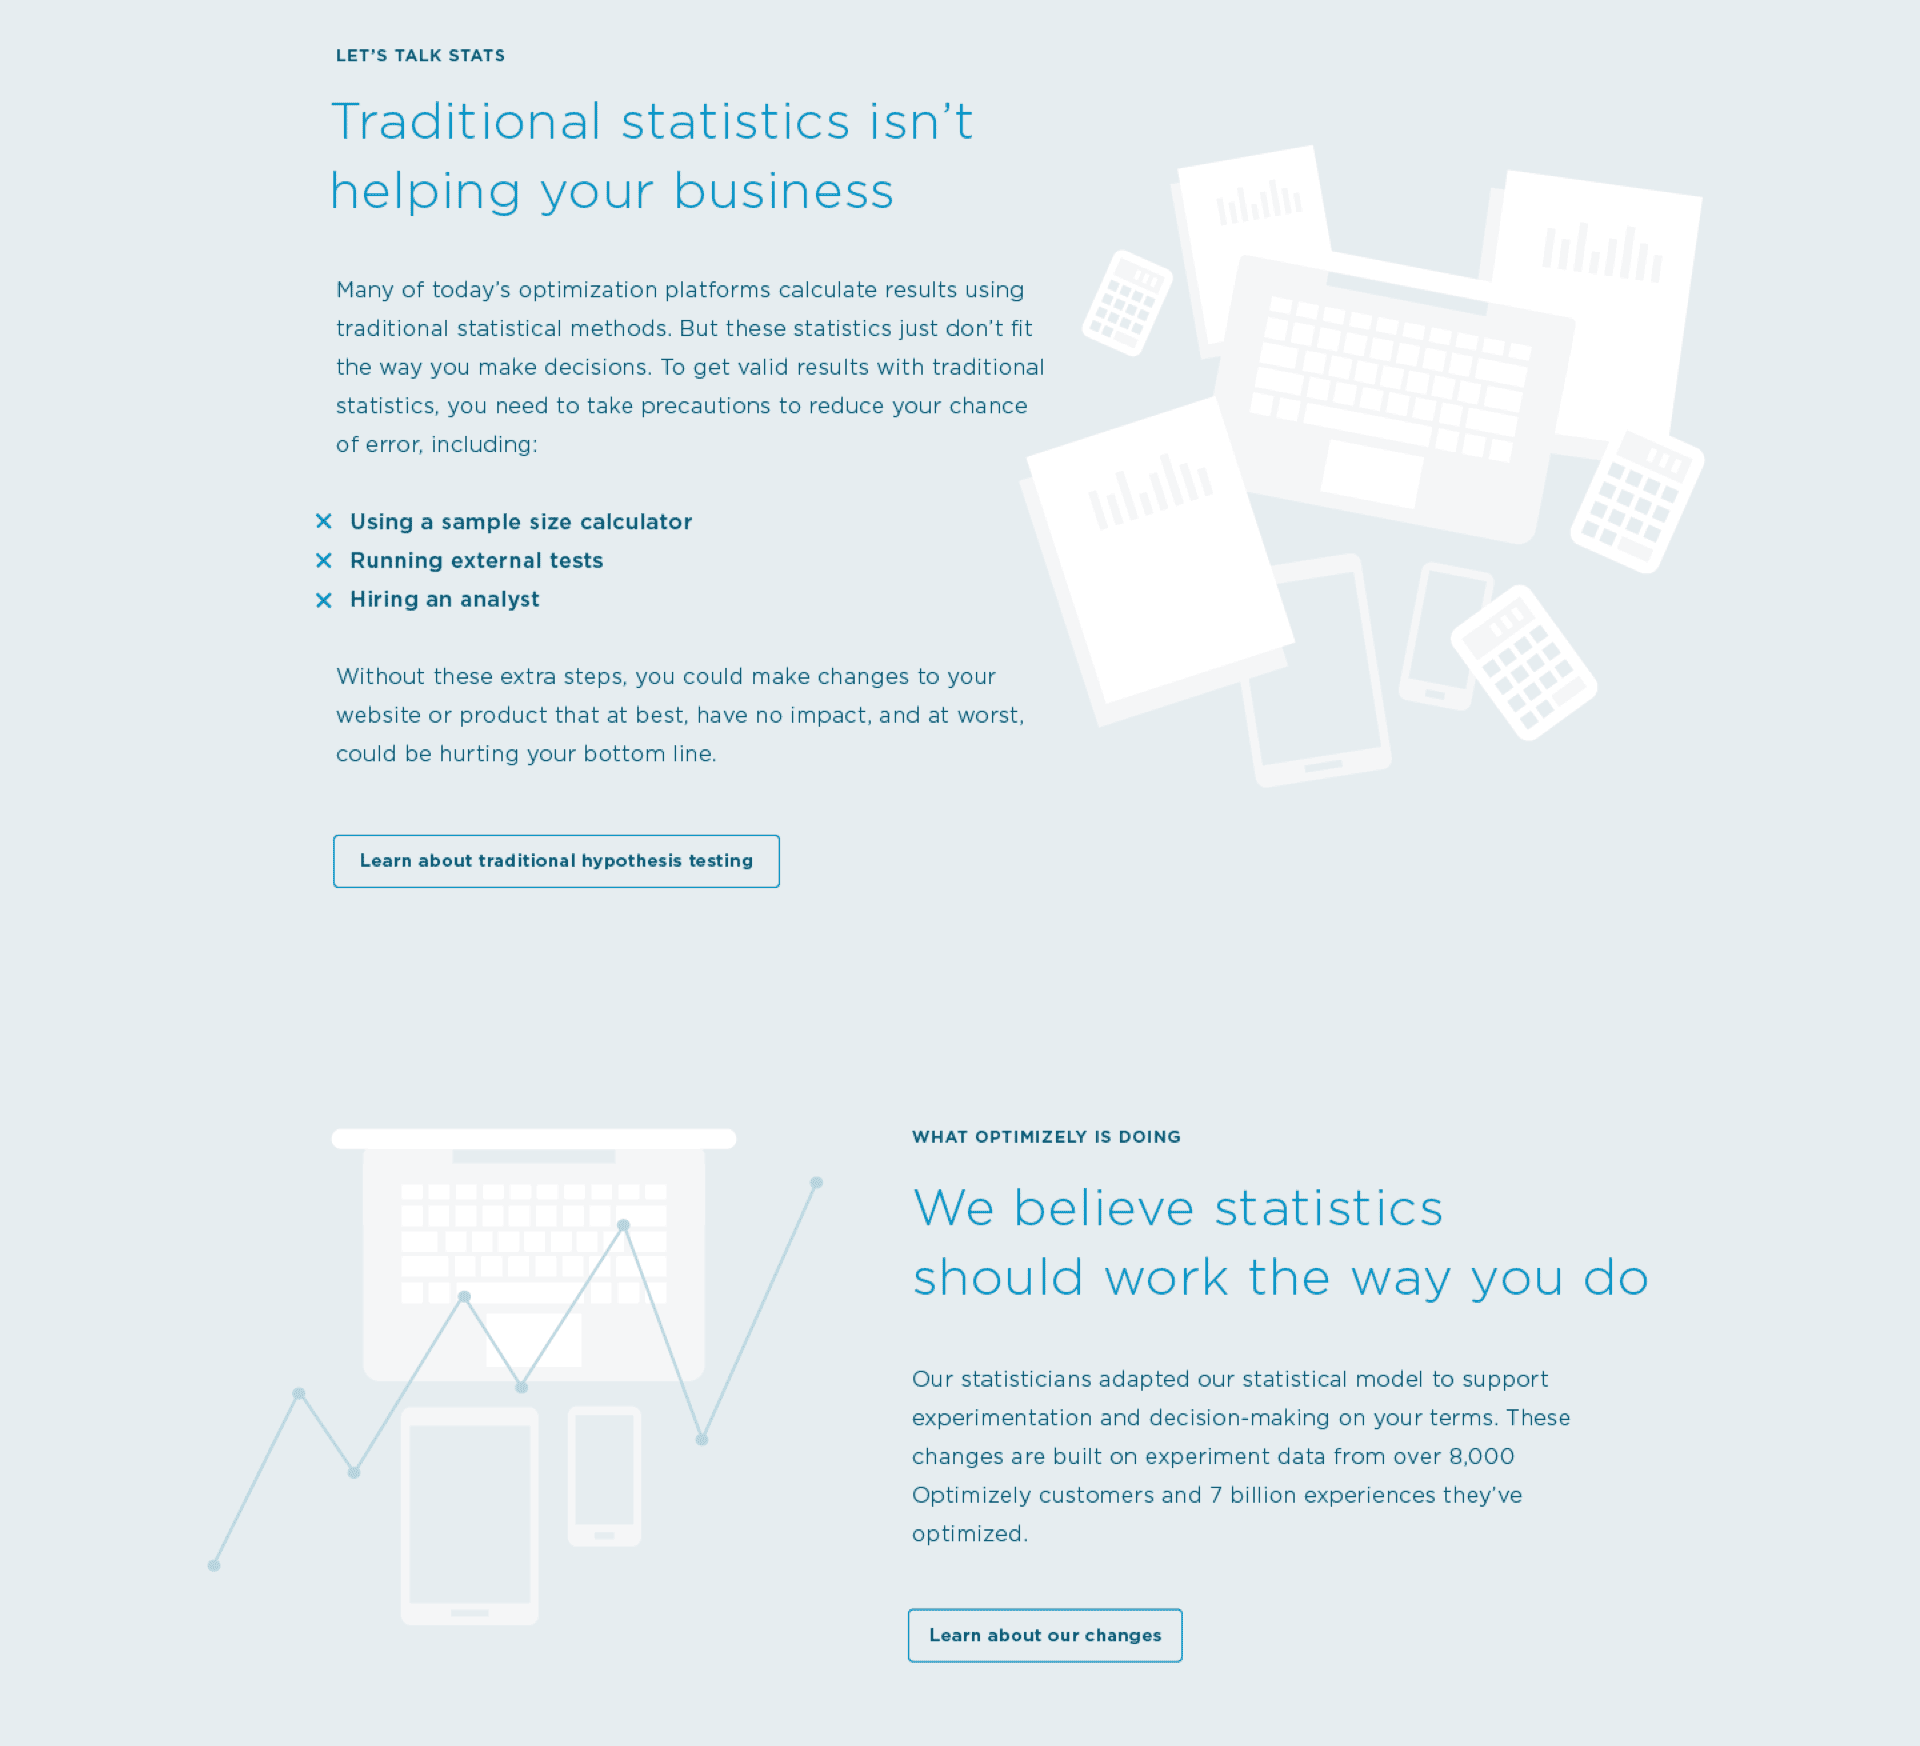 LET’S TALK STATS
Traditional statistics isn’t
helping your business
Many of today’s optimization platforms calculate results using
traditional statistical methods. But these statistics just don’t fit
the way you make decisions. To get valid results with traditional
statistics, you need to take precautions to reduce your chance
of error, including:
Using a sample size calculator
Running external tests
Hiring an analyst
Without these extra steps, you could make changes to your
website or product that at best, have no impact, and at worst,
could be hurting your bottom line.
Learn about traditional hypothesis testing
WHAT OPTIMIZELY IS DOING
We believe statistics
should work the way you do
Our statisticians adapted our statistical model to support
experimentation and decision-making on your terms. These
changes are built on experiment data from over 8,000
Optimizely customers and 7 billion experiences they’ve
optimized.
Learn about our changes